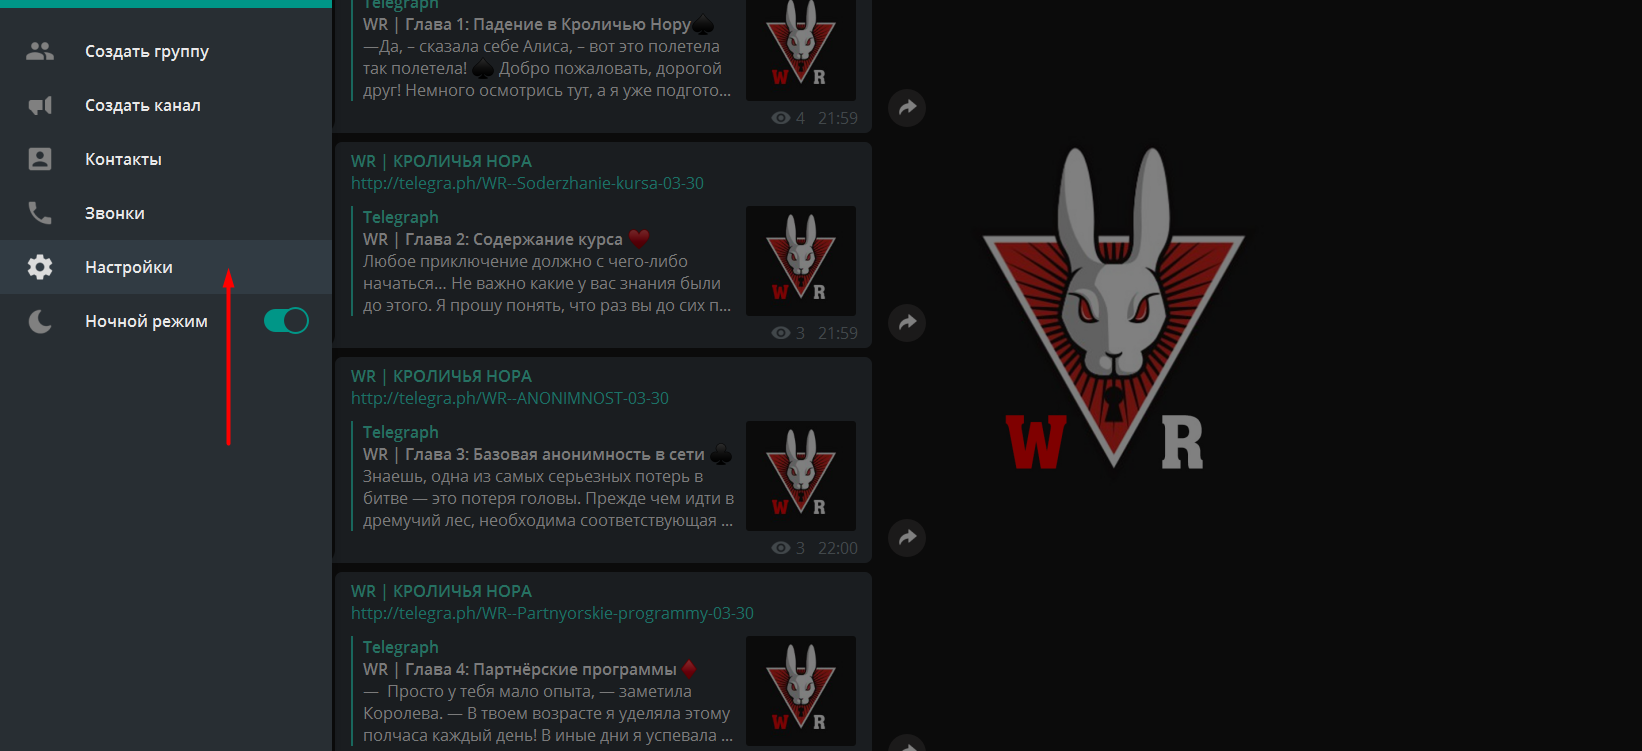 Создать группу
Создать канал
Контакты
Звонки
Настройки
Ночной режим
Telegraph
WR | Глава 1: Падение в Кроличью Нору♠
—Да, – сказала себе Алиса, – вот это полетела
так полетела! ♠ Добро пожаловать, дорогой
друг! Немного осмотрись тут, а я уже подгото...
W R
4 21:59
WR | КРОЛИЧЬЯ НОРА
http://telegra.ph/WR--Soderzhanie-kursa-03-30
Telegraph
WR | Глава 2: Содержание курса ♥
Любое приключение должно с чего-либо
начаться... Не важно какие у вас знания были
до этого. Я прошу понять, что раз вы до сих п...
W R
3 21:59
WR | КРОЛИЧЬЯ НОРА
http://telegra.ph/WR--ANONIMNOST-03-30
Telegraph
WR | Глава 3: Базовая анонимность в сети ♣
Знаешь, одна из самых серьезных потерь в
битве — это потеря головы. Прежде чем идти в
дремучий лес, необходима соответствующая ...
W R
3 22:00
WR | КРОЛИЧЬЯ НОРА
http://telegra.ph/WR--Partnyorskie-programmy-03-30
Telegraph
WR | Глава 4: Партнёрские программы ♦
— Просто у тебя мало опыта, — заметила
Королева. — В твоем возрасте я уделяла этому
полчаса каждый день! В иные дни я успевала ...
W R
W R